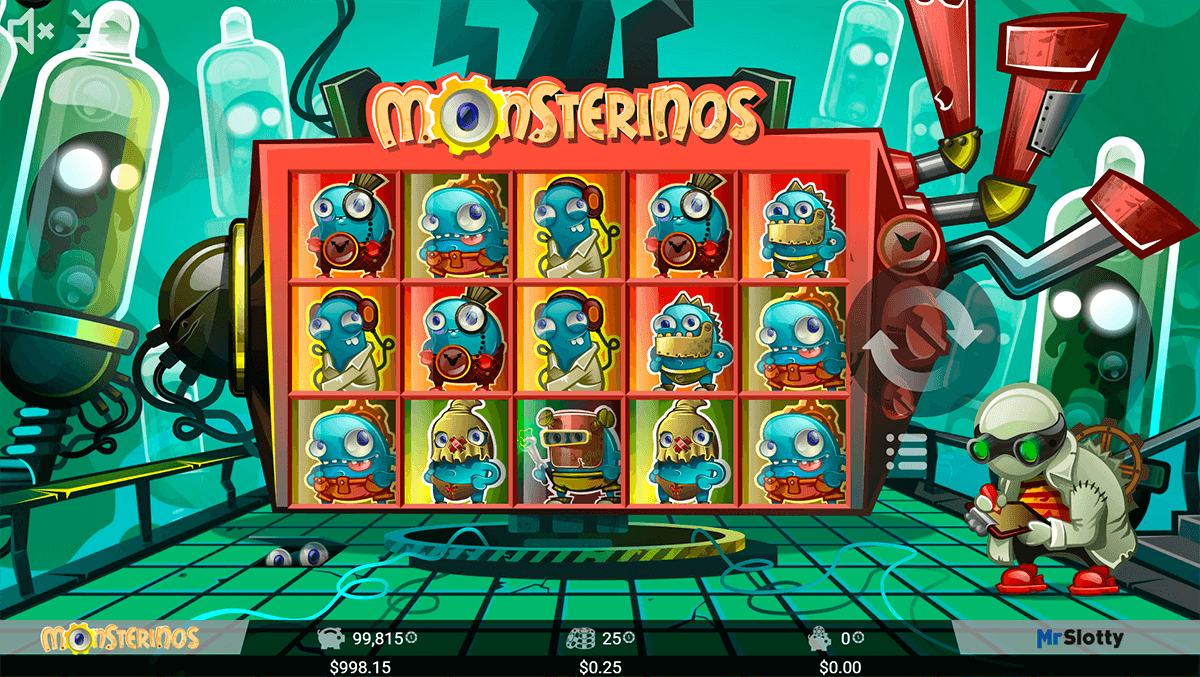 MONSTERINOS
MONSTERINOS
99,815
25
0
MrSlotty
$998.15
$0.25
$0.00